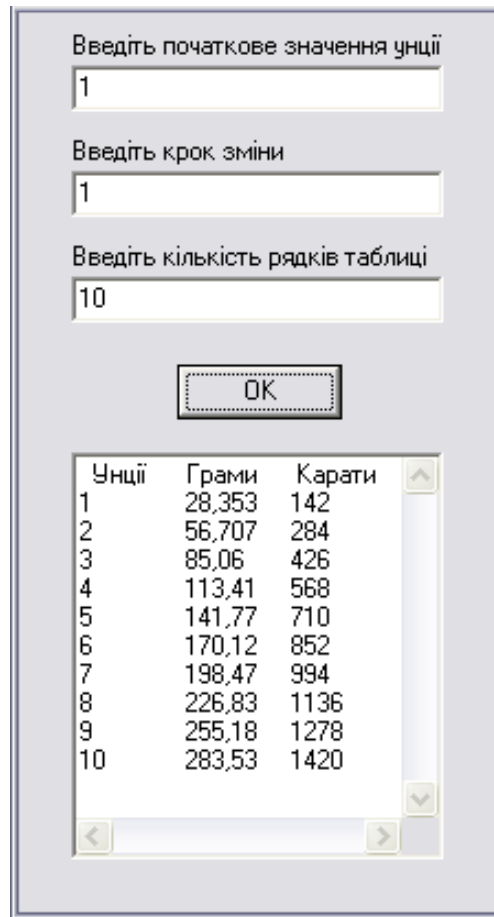 Введіть початкове значення унції
1
Введіть крок зміни
1
Введіть кількість рядків таблиці
10
OK
Унції Грами Карати
1 28,353 142
2 56,707 284
3 85,06 426
4 113,41 568
5 141,77 710
6 170,12 852
7 198,47 994
8 226,83 1136
9 255,18 1278
10 283,53 1420